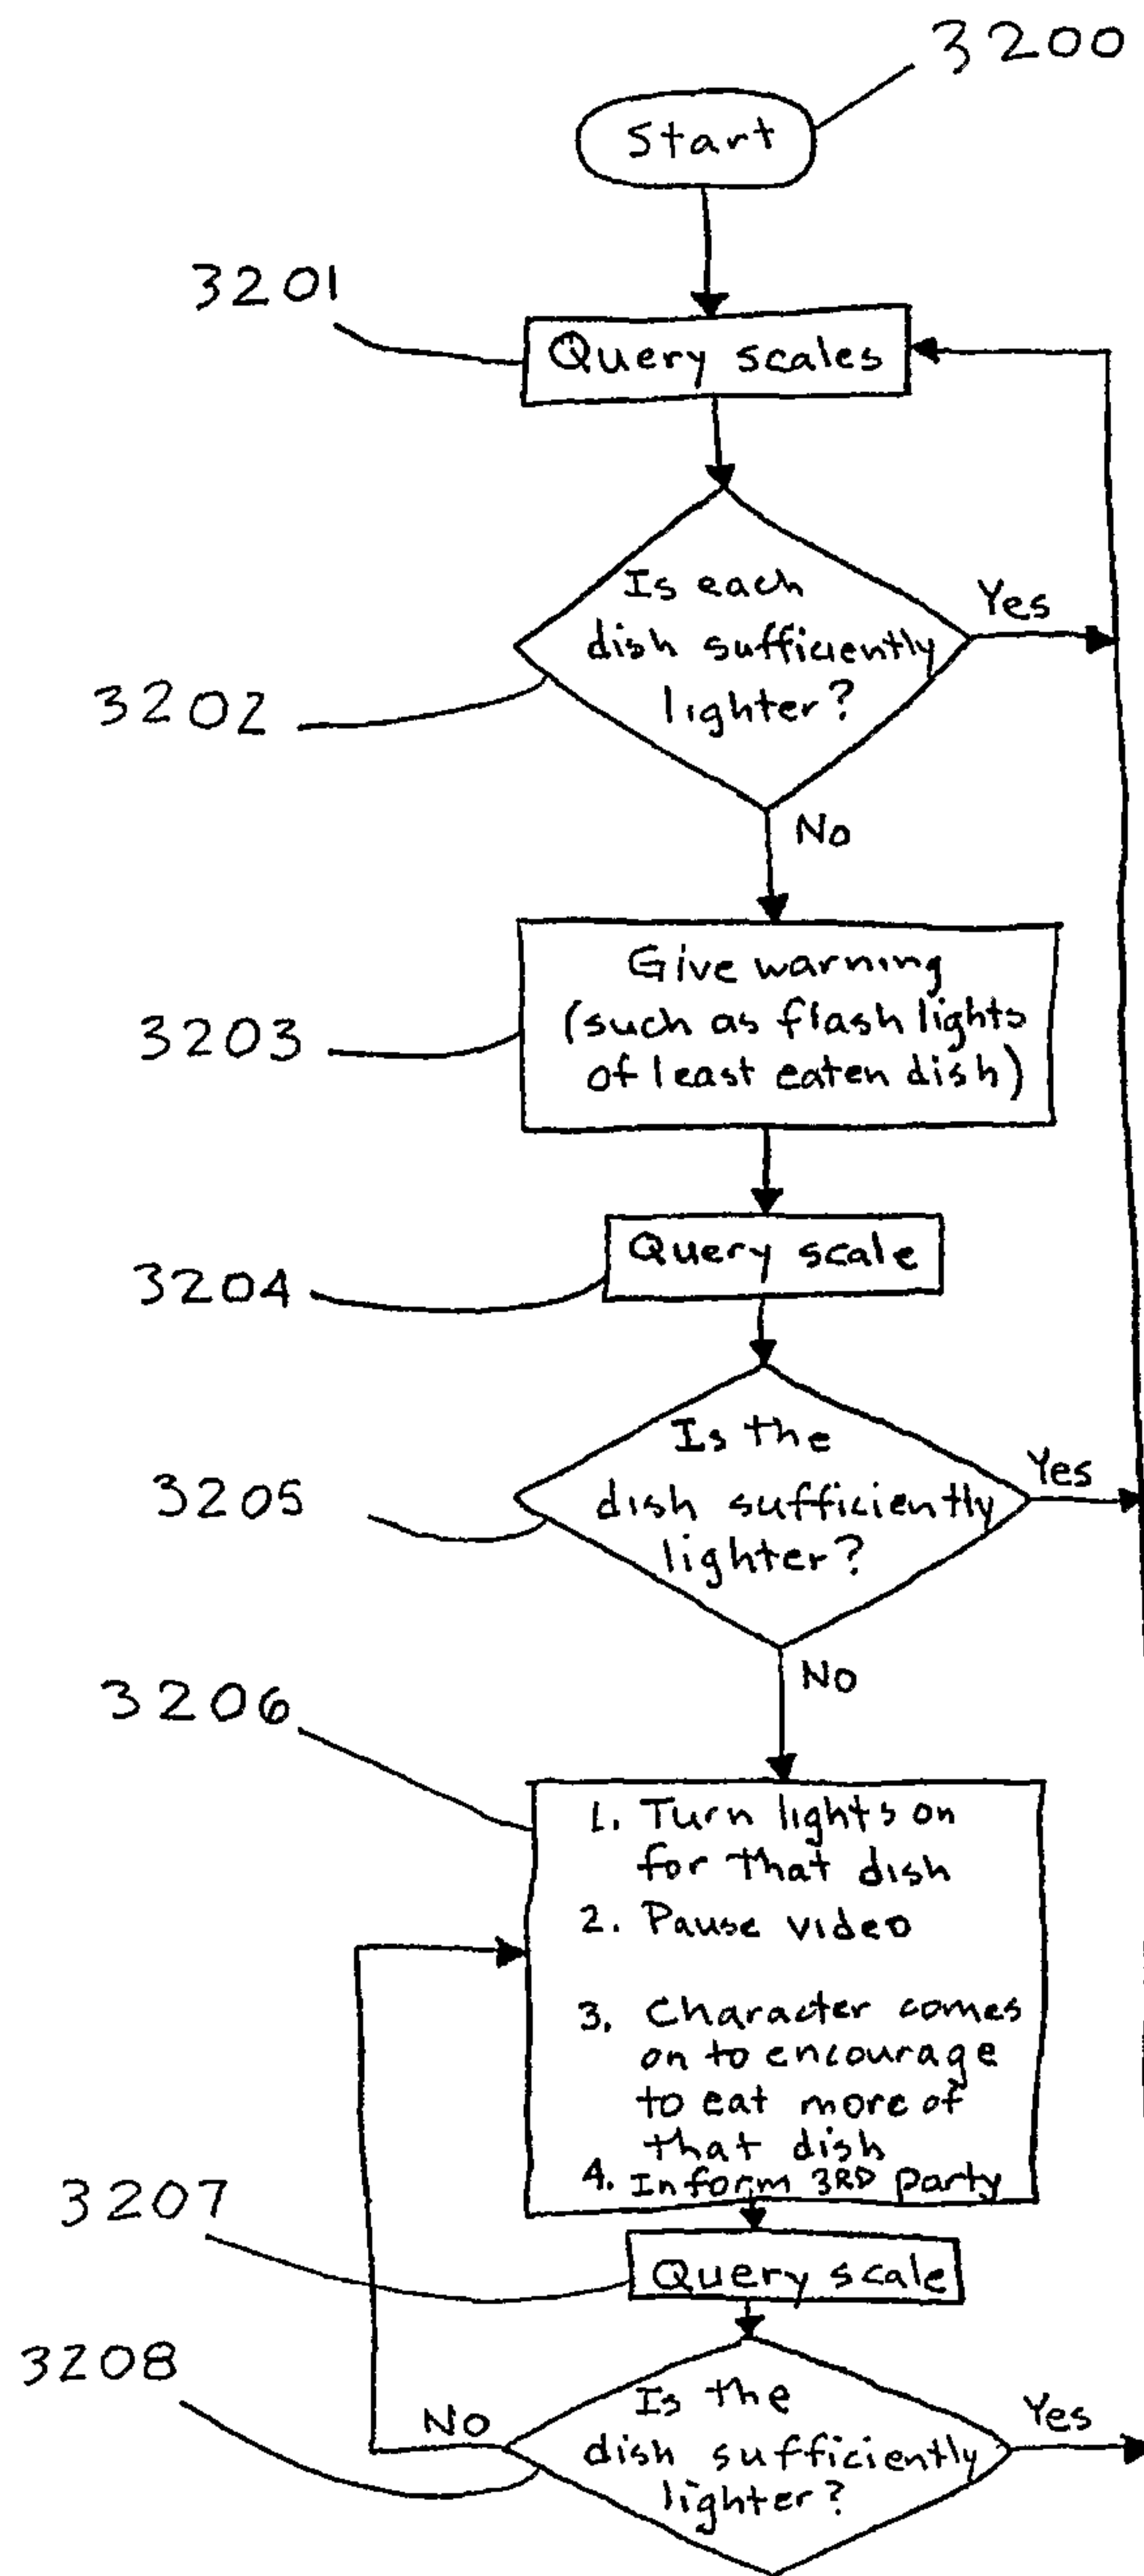 3200
Start
3201
Query scales
Is each
dish sufficiently
lighter?
Yes
3202
No
Give warning
(such as flash lights
of least eaten dish)
3203
Query scale
3204
Is the
dish sufficiently
lighter?
Yes
3205
No
3206
1. Turn lights on
for that dish
2. Pause video
3. Character comes
on to encourage
to eat more of
that dish
4. Inform 3RD party
3207
Query scale
3208
No
Is the
dish sufficiently
lighter?
Yes